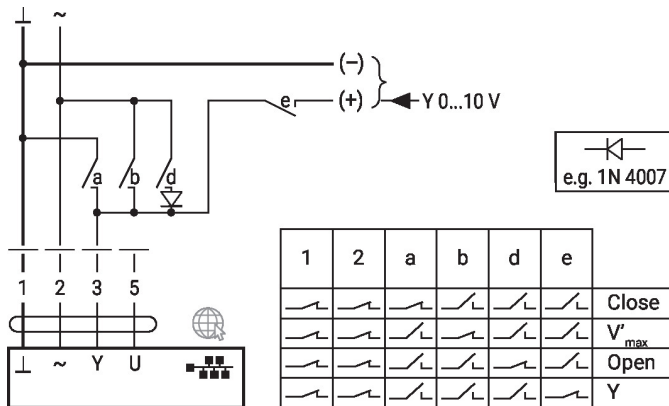 ⊥ ~
(–)
e (+) Y 0...10 V
a b d
e.g. 1N 4007
1 2 3 5
⊥ ~ Y U
1 2 a b d e
Close
V'max
Open
Y